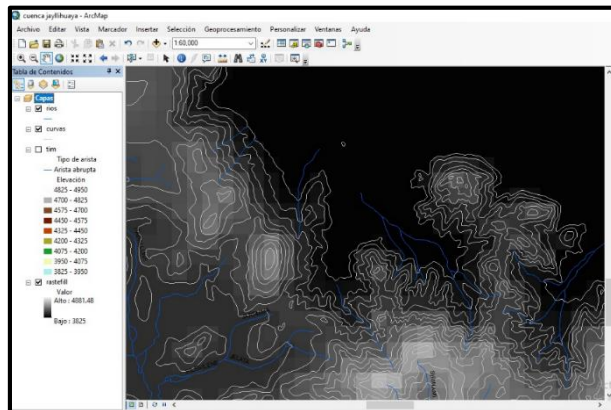 cuenca jayllihuaya - ArcMap
Archivo Editar Vista Marcador Insertar Selección Geoprocesamiento Personalizar Ventanas Ayuda
1:60,000
Tabla de Contenidos
Capas
rios
curvas
tim
Tipo de arista
Arista abrupta
Elevación
4825 - 4950
4700 - 4825
4575 - 4700
4450 - 4575
4325 - 4450
4200 - 4325
4075 - 4200
3950 - 4075
3825 - 3950
rastefill
Valor
Alto : 4881.48
Bajo : 3825